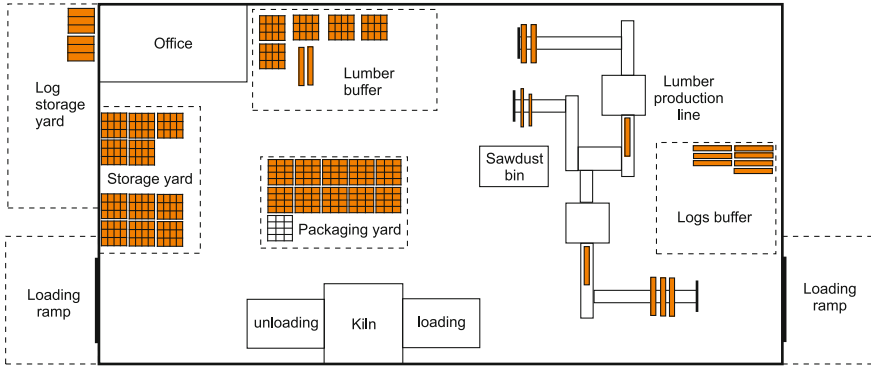 Office
Log
storage
yard
Lumber
buffer
Lumber
production
line
Sawdust
bin
Storage yard
Packaging yard
Logs buffer
Loading
ramp
unloading
Kiln
loading
Loading
ramp